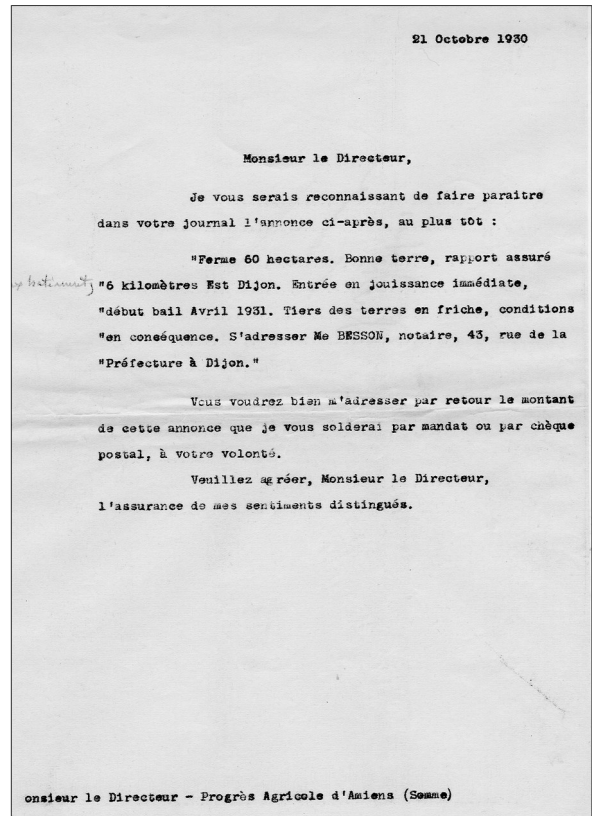 21 Octobre 1930
Monsieur le Directeur,
Je vous serais reconnaissant de faire paraitre
dans votre journal l'annonce ci-après, au plus tôt :
"Ferme 60 hectares. Bonne terre, rapport assuré
"6 kilomètres Est Dijon. Entrée en jouissance immédiate,
"début bail Avril 1931. Tiers des terres en friche, conditions
"en conséquence. S'adresser Me BESSON, notaire, 43, rue de la
"Préfecture à Dijon."
Vous voudrez bien m'adresser par retour le montant
de cette annonce que je vous solderai par mandat ou par chèque
postal, à votre volonté.
Veuillez agréer, Monsieur le Directeur,
l'assurance de mes sentiments distingués.
onsieur le Directeur - Progrès Agricole d'Amiens (Somme)